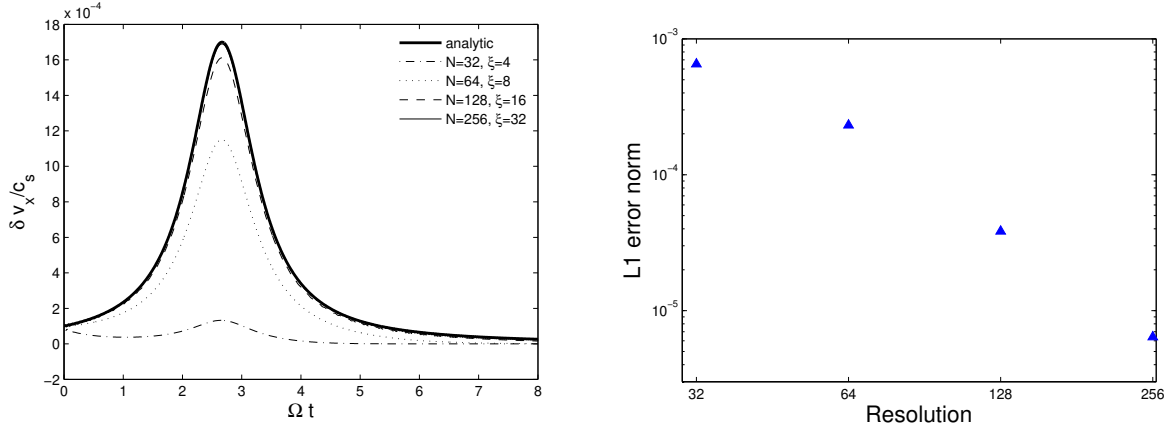 x 10⁻⁴
18
16
14
12
10
8
6
4
2
0
−2
0 1 2 3 4 5 6 7 8
Ω t
δ vₓ/cₛ
analytic
N=32, ξ=4
N=64, ξ=8
N=128, ξ=16
N=256, ξ=32
10⁻³
10⁻⁴
10⁻⁵
32 64 128 256
Resolution
L1 error norm